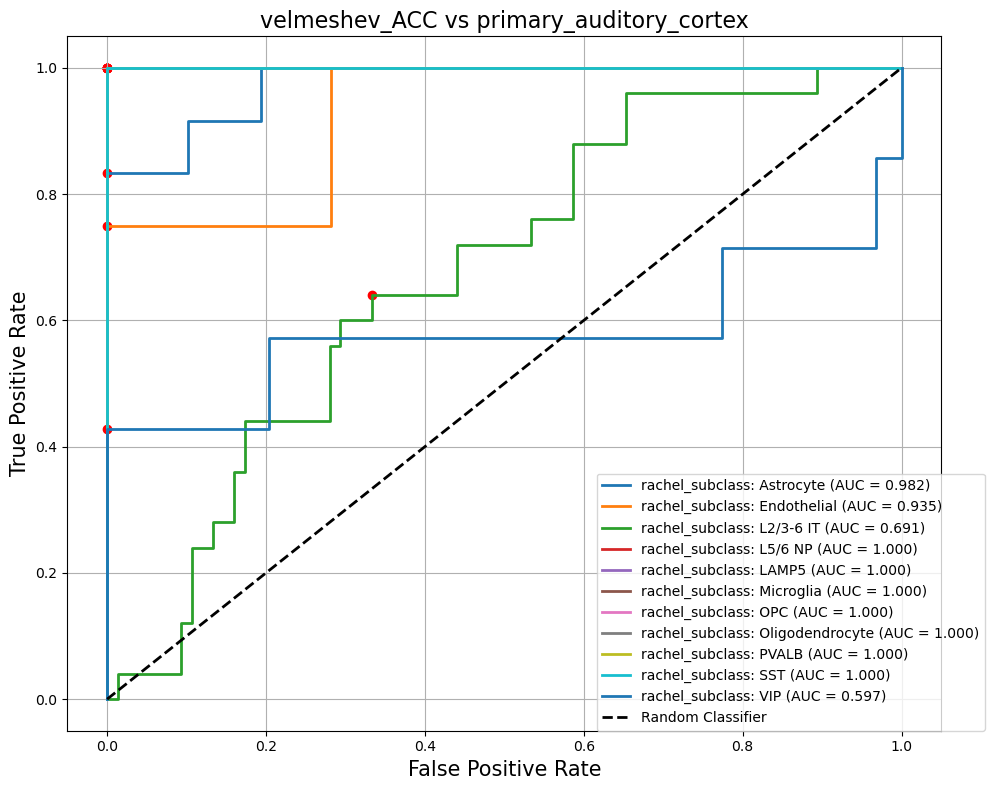 velmeshev_ACC vs primary_auditory_cortex
1.0
0.8
0.6
0.4
0.2
0.0
True Positive Rate
0.0 0.2 0.4 0.6 0.8 1.0
False Positive Rate
rachel_subclass: Astrocyte (AUC = 0.982)
rachel_subclass: Endothelial (AUC = 0.935)
rachel_subclass: L2/3-6 IT (AUC = 0.691)
rachel_subclass: L5/6 NP (AUC = 1.000)
rachel_subclass: LAMP5 (AUC = 1.000)
rachel_subclass: Microglia (AUC = 1.000)
rachel_subclass: OPC (AUC = 1.000)
rachel_subclass: Oligodendrocyte (AUC = 1.000)
rachel_subclass: PVALB (AUC = 1.000)
rachel_subclass: SST (AUC = 1.000)
rachel_subclass: VIP (AUC = 0.597)
Random Classifier